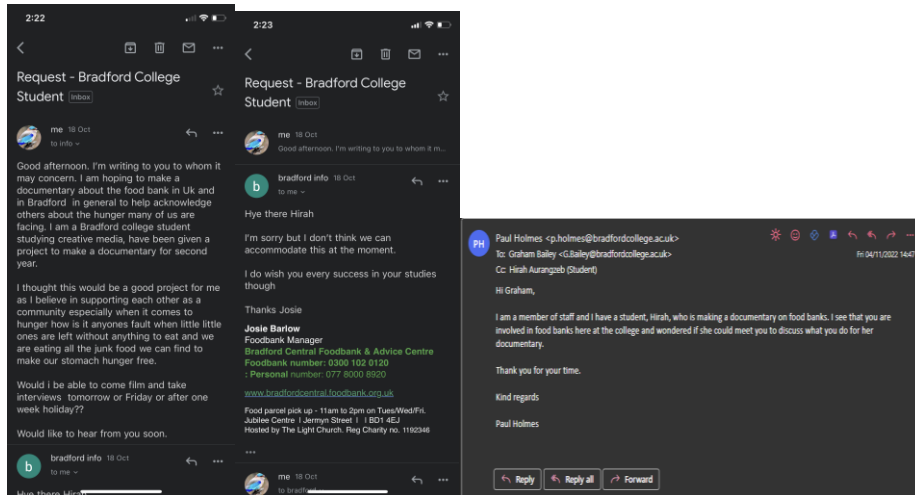 2:22
Request - Bradford College
Student Inbox
me 18 Oct
to info
Good afternoon. I'm writing to you to whom it
may concern. I am hoping to make a
documentary about the food bank in Uk and
in Bradford in general to help acknowledge
others about the hunger many of us are
facing. I am a Bradford college student
studying creative media, have been given a
project to make a documentary for second
year.
I thought this would be a good project for me
as I believe in supporting each other as a
community especially when it comes to
hunger how is it anyones fault when little little
ones are left without anything to eat and we
are eating all the junk food we can find to
make our stomach hunger free.
Would i be able to come film and take
interviews tomorrow or Friday or after one
week holiday??
Would like to hear from you soon.
b
bradford info 18 Oct
to me
Hye there Hirah
2:23
Request - Bradford College
Student Inbox
me 18 Oct
Good afternoon. I'm writing to you to whom it m...
b
bradford info 18 Oct
to me
Hye there Hirah
I'm sorry but I don't think we can
accommodate this at the moment.
I do wish you every success in your studies
though
Thanks Josie
Josie Barlow
Foodbank Manager
Bradford Central Foodbank & Advice Centre
Foodbank number: 0300 102 0120
: Personal number: 077 8000 8920
www.bradfordcentral.foodbank.org.uk
Food parcel pick up - 11am to 2pm on Tues/Wed/Fri.
Jubilee Centre I Jermyn Street I I BD1 4EJ
Hosted by The Light Church. Reg Charity no. 1192346
...
me 18 Oct
to bradford
PH
Paul Holmes <p.holmes@bradfordcollege.ac.uk>
To: Graham Bailey <G.Bailey@bradfordcollege.ac.uk>
Cc: Hirah Aurangzeb (Student)
Fri 04/11/2022 14:47
Hi Graham,
I am a member of staff and I have a student, Hirah, who is making a documentary on food banks. I see that you are
involved in food banks here at the college and wondered if she could meet you to discuss what you do for her
documentary.
Thank you for your time.
Kind regards
Paul Holmes
Reply
Reply all
Forward